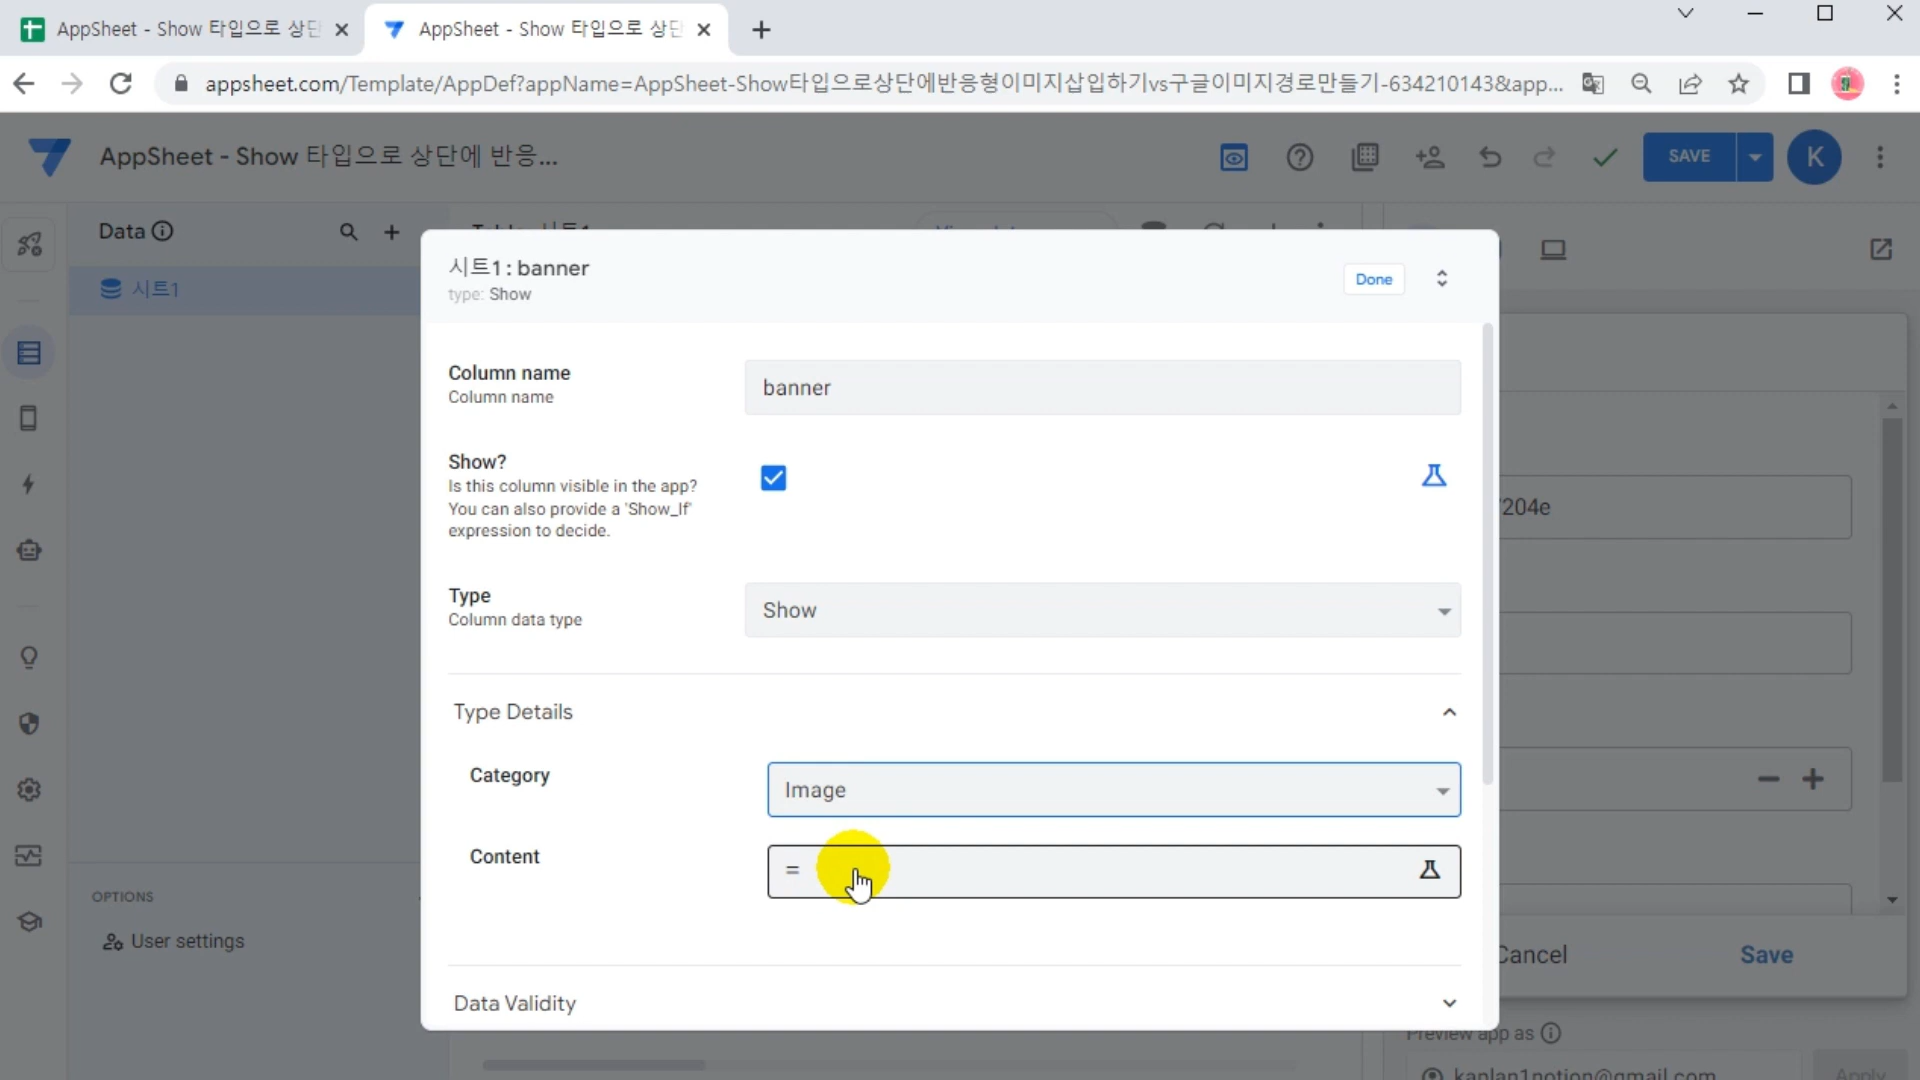 AppSheet - Show 타입으로 상단
AppSheet - Show 타입으로 상단
appsheet.com/Template/AppDef?appName=AppSheet-Show타입으로상단에반응형이미지삽입하기vs구글이미지경로만들기-634210143&app...
AppSheet - Show 타입으로 상단에 반응...
SAVE
K
Data
시트1
시트1 : banner
type: Show
Done
Column name
Column name
banner
Show?
Is this column visible in the app?
You can also provide a 'Show_If'
expression to decide.
204e
Type
Column data type
Show
Type Details
Category
Image
Content
=
OPTIONS
User settings
Cancel
Save
Data Validity
Preview app as
kaplan1notion@gmail.com
Apply